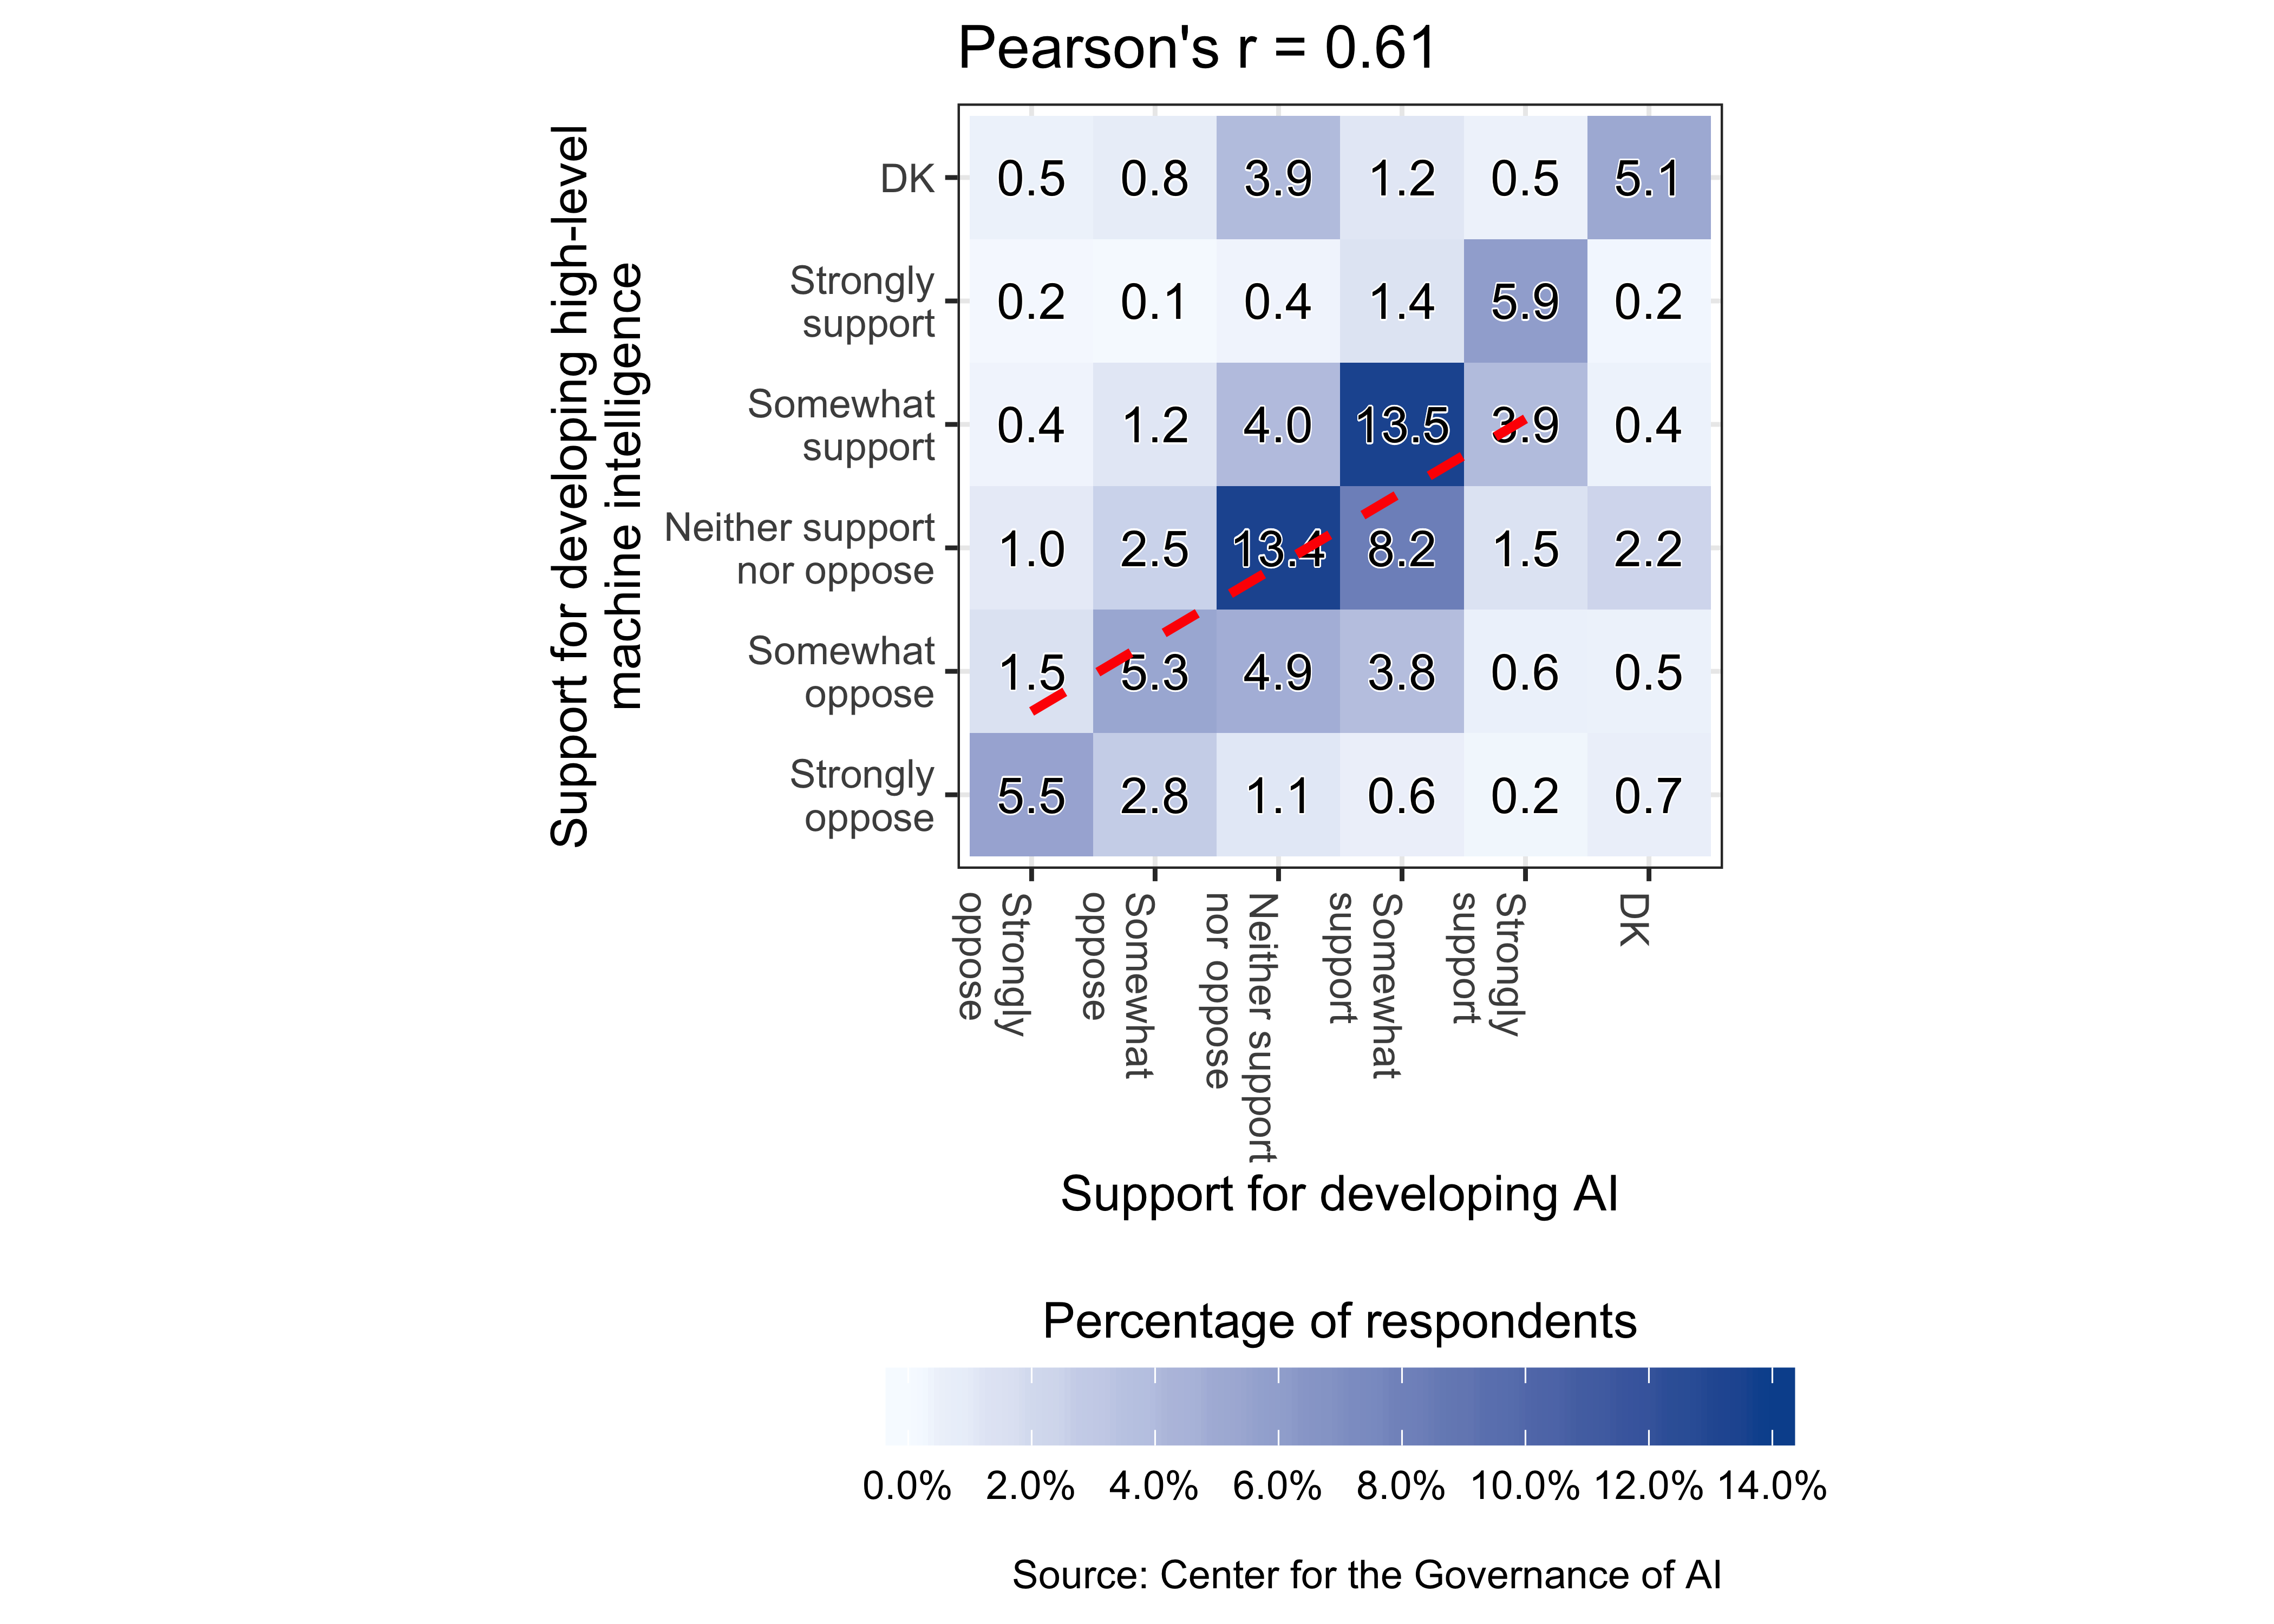 Pearson's r = 0.61
Support for developing high-level
machine intelligence
DK
0.5 0.8 3.9 1.2 0.5 5.1
Strongly
support
0.2 0.1 0.4 1.4 5.9 0.2
Somewhat
support
0.4 1.2 4.0 13.5 3.9 0.4
Neither support
nor oppose
1.0 2.5 13.4 8.2 1.5 2.2
Somewhat
oppose
1.5 5.3 4.9 3.8 0.6 0.5
Strongly
oppose
5.5 2.8 1.1 0.6 0.2 0.7
Strongly
oppose
Somewhat
oppose
Neither support
nor oppose
Somewhat
support
Strongly
support
DK
Support for developing AI
Percentage of respondents
0.0% 2.0% 4.0% 6.0% 8.0% 10.0% 12.0% 14.0%
Source: Center for the Governance of AI